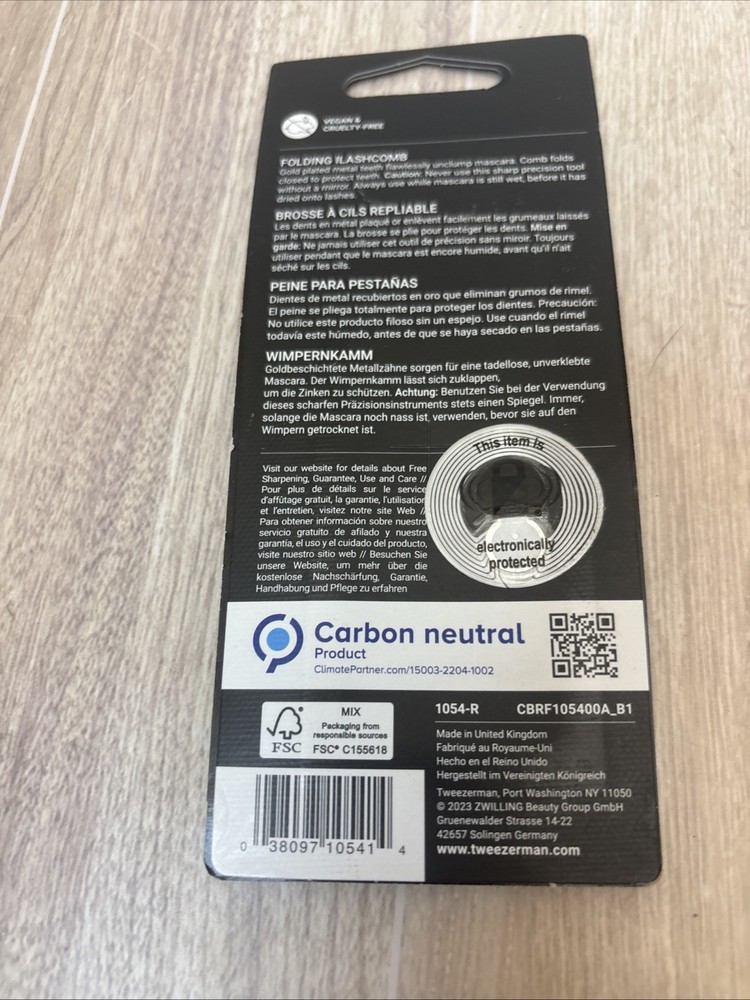 VEGAN &
CRUELTY-FREE
FOLDING ILASHCOMB
Gold plated metal teeth flawlessly unclump mascara. Comb folds
closed to protect teeth. Caution: Never use this sharp precision tool
without a mirror. Always use while mascara is still wet, before it has
dried onto lashes.
BROSSE À CILS REPLIABLE
Les dents en métal plaqué or enlèvent facilement les grumeaux laissés
par le mascara. La brosse se plie pour protéger les dents. Mise en
garde: Ne jamais utiliser cet outil de précision sans miroir. Toujours
utiliser pendant que le mascara est encore humide, avant qu'il n'ait
séché sur les cils.
PEINE PARA PESTAÑAS
Dientes de metal recubiertos en oro que eliminan grumos de rimel.
El peine se pliega totalmente para proteger los dientes. Precaución:
No utilice este producto filoso sin un espejo. Use cuando el rimel
todavía este húmedo, antes de que se haya secado en las pestañas.
WIMPERNKAMM
Goldbeschichtete Metallzähne sorgen für eine tadellose, unverklebte
Mascara. Der Wimpernkamm lässt sich zuklappen,
um die Zinken zu schützen. Achtung: Benutzen Sie bei der Verwendung
dieses scharfen Präzisionsinstruments stets einen Spiegel. Immer,
solange die Mascara noch nass ist, verwenden, bevor sie auf den
Wimpern getrocknet ist.
Visit our website for details about Free
Sharpening, Guarantee, Use and Care //
Pour plus de détails sur le service
d'affûtage gratuit, la garantie, l'utilisation
et l'entretien, visitez notre site Web //
Para obtener información sobre nuestro
servicio gratuito de afilado y nuestra
garantía, el uso y el cuidado del producto,
visite nuestro sitio web // Besuchen Sie
unsere Website, um mehr über die
kostenlose Nachschärfung, Garantie,
Handhabung und Pflege zu erfahren
This item is
electronically
protected
Carbon neutral
Product
ClimatePartner.com/15003-2204-1002
FSC
MIX
Packaging from
responsible sources
FSC® C155618
1054-R CBRF105400A_B1
Made in United Kingdom
Fabriqué au Royaume-Uni
Hecho en el Reino Unido
Hergestellt im Vereinigten Königreich
Tweezerman, Port Washington NY 11050
© 2023 ZWILLING Beauty Group GmbH
Gruenewalder Strasse 14-22
42657 Solingen Germany
www.tweezerman.com
0 38097 10541 4